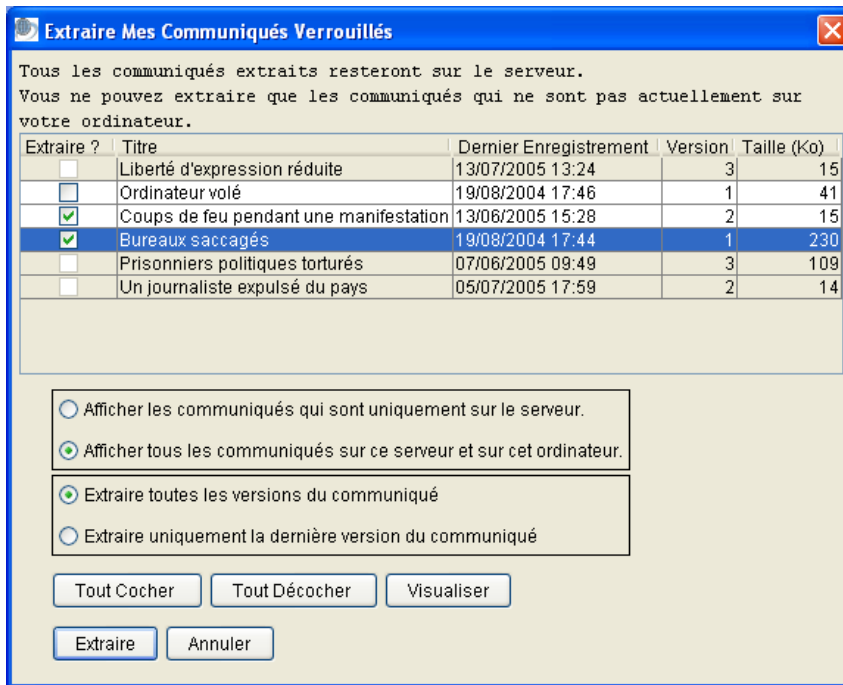 Extraire Mes Communiqués Verrouillés
Tous les communiqués extraits resteront sur le serveur.
Vous ne pouvez extraire que les communiqués qui ne sont pas actuellement sur
votre ordinateur.
Extraire ? Titre Dernier Enregistrement Version Taille (Ko)
Liberté d'expression réduite 13/07/2005 13:24 3 15
Ordinateur volé 19/08/2004 17:46 1 41
Coups de feu pendant une manifestation 13/06/2005 15:28 2 15
Bureaux saccagés 19/08/2004 17:44 1 230
Prisonniers politiques torturés 07/06/2005 09:49 3 109
Un journaliste expulsé du pays 05/07/2005 17:59 2 14
Afficher les communiqués qui sont uniquement sur le serveur.
Afficher tous les communiqués sur ce serveur et sur cet ordinateur.
Extraire toutes les versions du communiqué
Extraire uniquement la dernière version du communiqué
Tout Cocher Tout Décocher Visualiser
Extraire Annuler